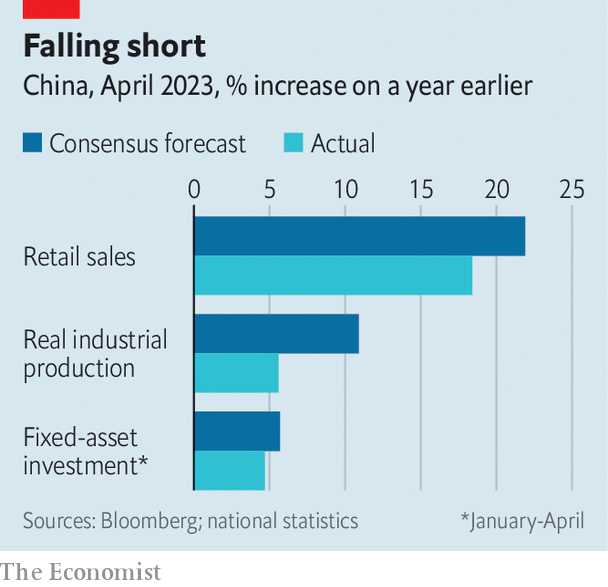 Falling short
China, April 2023, % increase on a year earlier
Consensus forecast Actual
0 5 10 15 20 25
Retail sales
Real industrial
production
Fixed-asset
investment*
Sources: Bloomberg; national statistics *January-April
The Economist